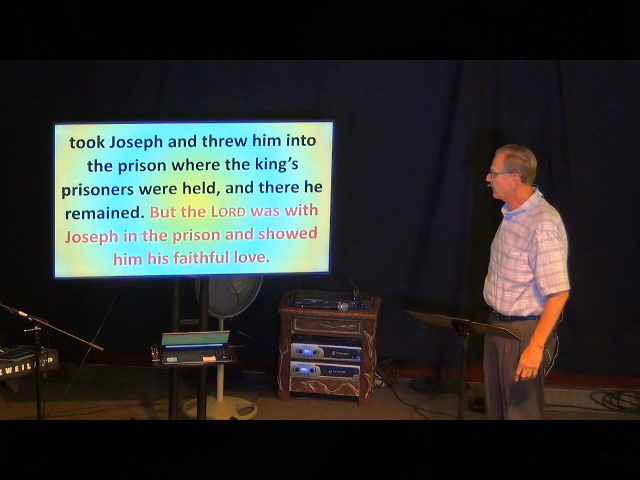 took Joseph and threw him into
the prison where the king's
prisoners were held, and there he
remained. But the LORD was with
Joseph in the prison and showed
him his faithful love.